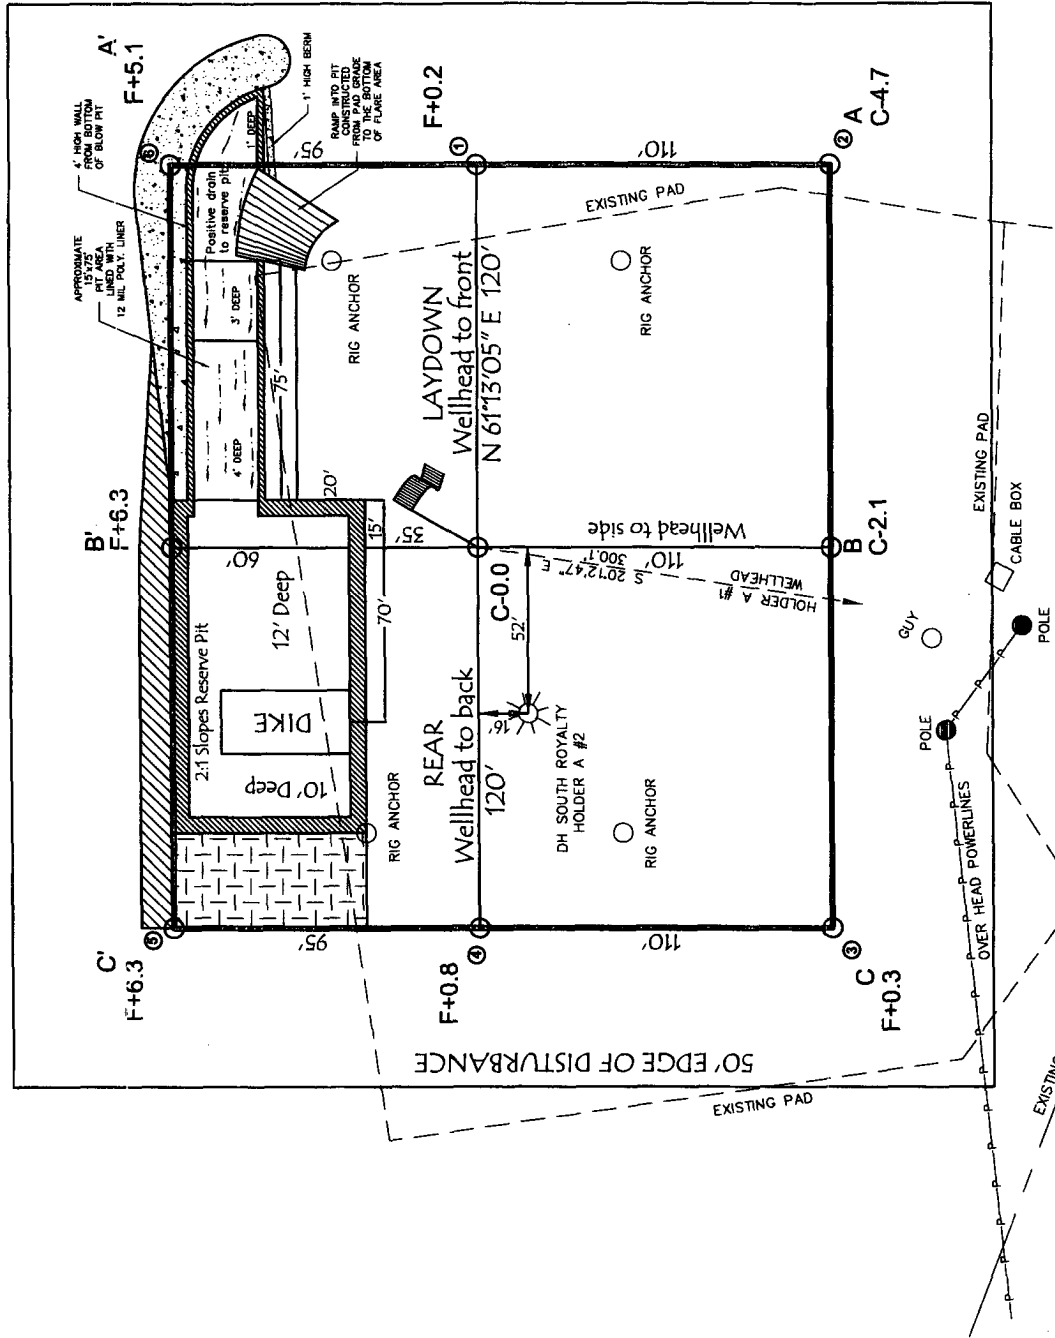 A'
F+5.1
4' HIGH WALL
FROM BOTTOM
OF BLOW PIT
APPROXIMATE
15'x75'
PIT AREA
LINED WITH
12 MIL POLY. LINER
1' HIGH BERM
RAMP INTO PIT
CONSTRUCTED
FROM PAD GRADE
TO THE BOTTOM
OF FLARE AREA
6
95'
1' DEEP
Positive drain
to reserve pit
3' DEEP
4' DEEP
75'
F+0.2
1
110'
2
A
C-4.7
EXISTING PAD
RIG ANCHOR
RIG ANCHOR
LAYDOWN
Wellhead to front
N 61°13'05" E 120'
B'
F+6.3
60'
20'
15'
35'
12' Deep
2:1 Slopes Reserve Pit
70'
DIKE
10' Deep
C-0.0
Wellhead to side
110'
S 20°12'47" E
300.1'
HOLDER A #1
WELLHEAD
B
C-2.1
52'
16'
DH SOUTH ROYALTY
HOLDER A #2
REAR
Wellhead to back
120'
RIG ANCHOR
RIG ANCHOR
EXISTING PAD
CABLE BOX
GUY
POLE
POLE
P
P
OVER HEAD POWERLINES
P
P
P
P
P
P
P
P
P
P
P
P
C'
F+6.3
5
95'
F+0.8
4
110'
3
C
F+0.3
50' EDGE OF DISTURBANCE
EXISTING PAD
EXISTING